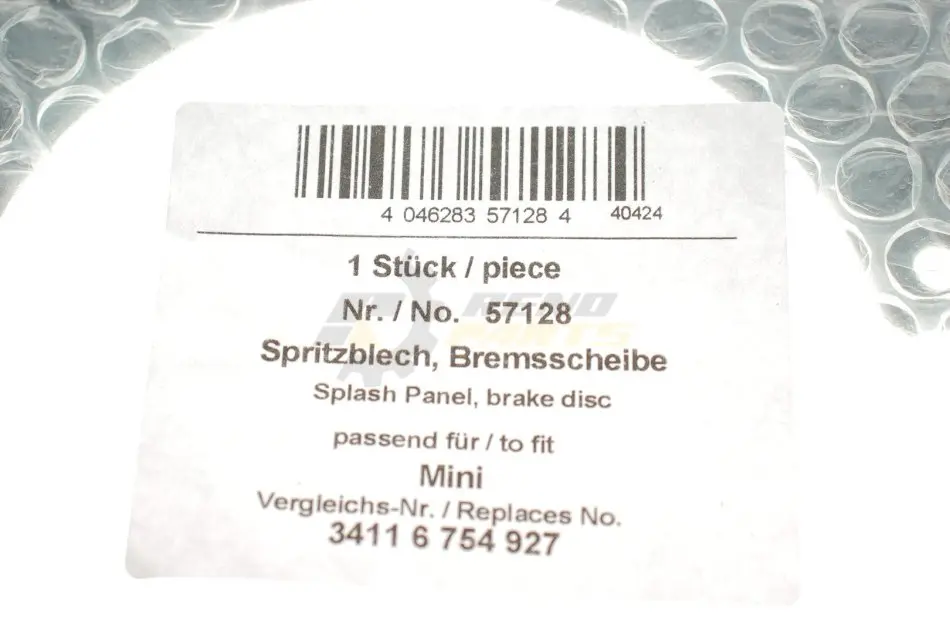 4 046283 57128 4 40424
1 Stück / piece
Nr. / No. 57128
Spritzblech, Bremsscheibe
Splash Panel, brake disc
passend für / to fit
Mini
Vergleichs-Nr. / Replaces No.
3411 6 754 927